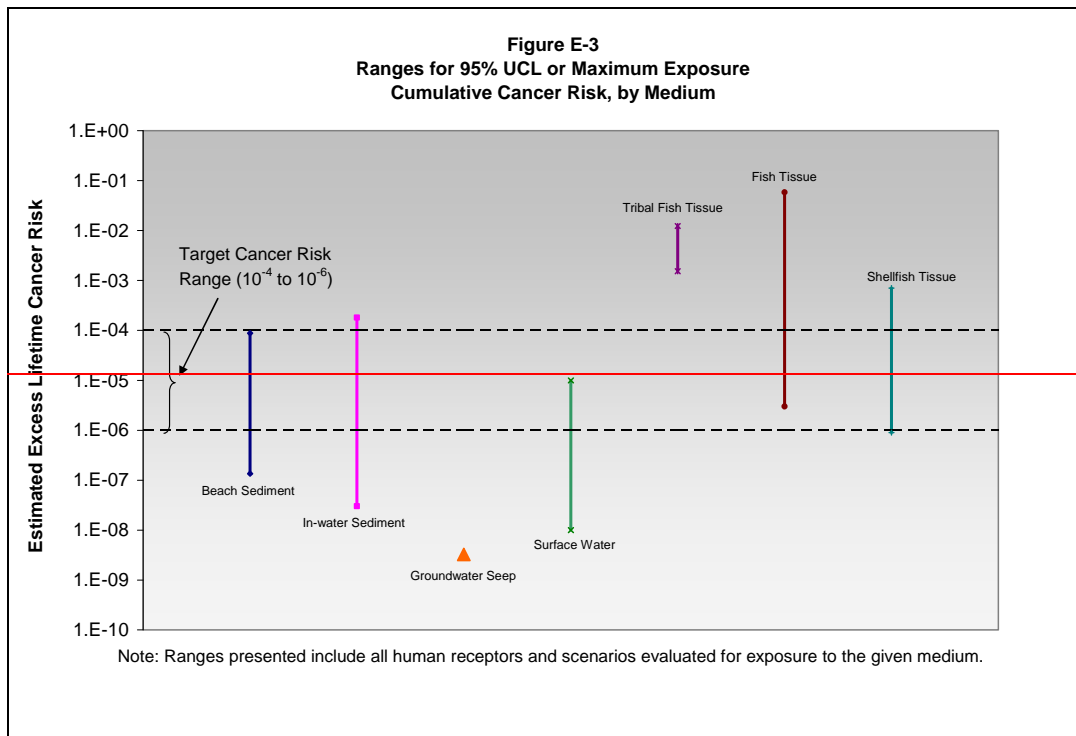 Figure E-3
Ranges for 95% UCL or Maximum Exposure
Cumulative Cancer Risk, by Medium
Estimated Excess Lifetime Cancer Risk
1.E+00
1.E-01
1.E-02
1.E-03
1.E-04
1.E-05
1.E-06
1.E-07
1.E-08
1.E-09
1.E-10
Target Cancer Risk
Range (10⁻⁴ to 10⁻⁶)
Beach Sediment
In-water Sediment
Groundwater Seep
Surface Water
Tribal Fish Tissue
Fish Tissue
Shellfish Tissue
Note: Ranges presented include all human receptors and scenarios evaluated for exposure to the given medium.